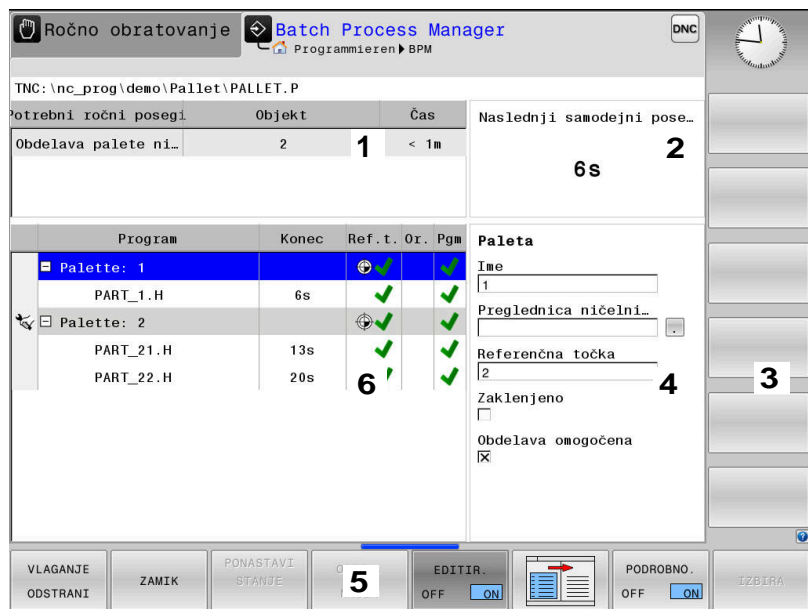 Ročno obratovanje
Batch Process Manager
Programmieren BPM
DNC
TNC:\nc_prog\demo\Pallet\PALLET.P
Potrebni ročni posegi Objekt Čas
Obdelava palete ni… 2 < 1m
1
Naslednji samodejni pose…
2
6s
Program Konec Ref.t. Or. Pgm
Palette: 1
PART_1.H 6s
Palette: 2
PART_21.H 13s
PART_22.H 20s
6
Paleta
Ime
1
Preglednica ničelni…
.
Referenčna točka
2
4
Zaklenjeno
Obdelava omogočena
3
VLAGANJE
ODSTRANI
ZAMIK
PONASTAVI
STANJE
5
EDITIR.
OFF ON
PODROBNO.
OFF ON
IZBIRA